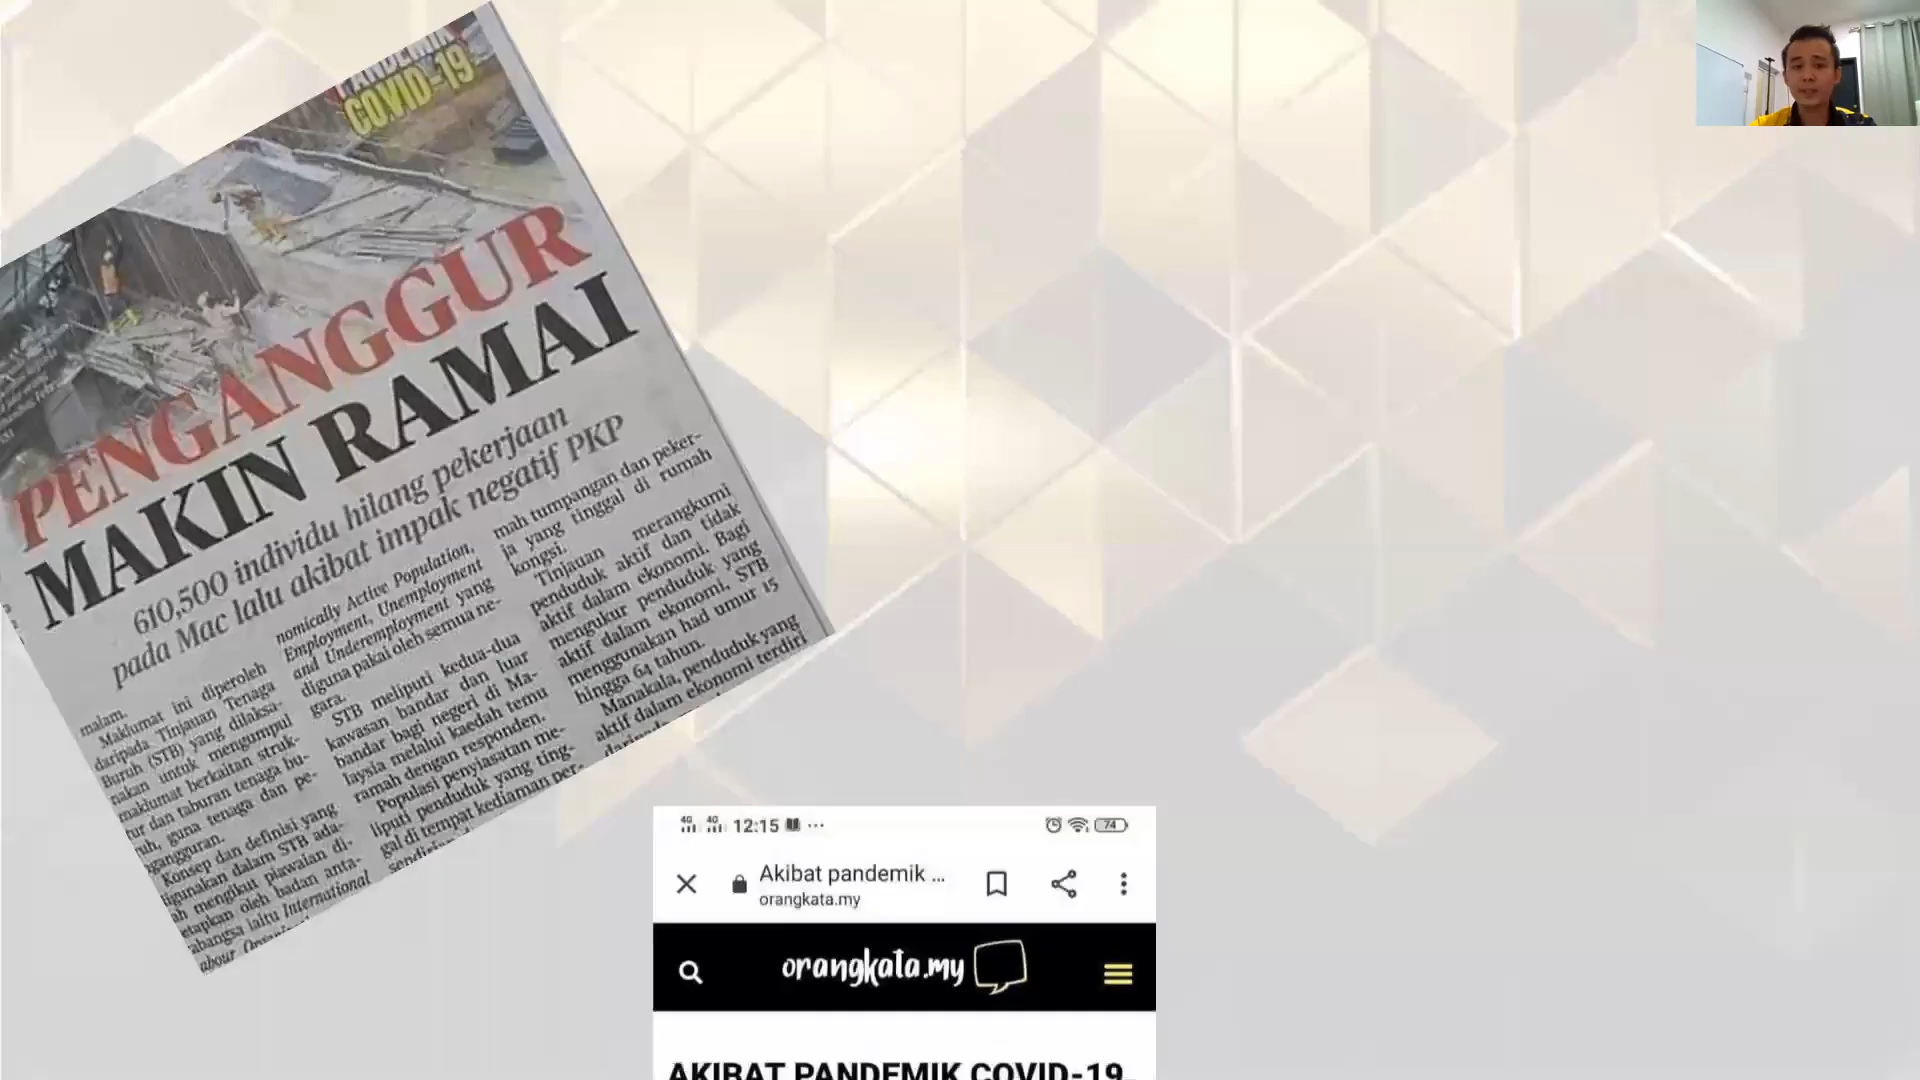 PANDEMIK
COVID-19
PENGANGGUR
MAKIN RAMAI
610,500 individu hilang pekerjaan
pada Mac lalu akibat impak negatif PKP
malam.
Maklumat ini diperoleh
daripada Tinjauan Tenaga
Buruh (STB) yang dilaksa-
nakan untuk mengumpul
maklumat berkaitan struk-
tur dan taburan tenaga bu-
ruh, guna tenaga dan pe-
ngangguran.
Konsep dan definisi yang
digunakan dalam STB ada-
ah mengikut piawaian di-
etapkan oleh badan anta-
abangsa iaitu International
abour
nomically Active Population,
Employment, Unemployment
and Underemployment yang
diguna pakai oleh semua ne-
gara.
STB meliputi kedua-dua
kawasan bandar dan luar
bandar bagi negeri di Ma-
laysia melalui kaedah temu
ramah dengan responden.
Populasi penyiasatan me-
liputi penduduk yang ting-
gal di tempat kediaman per-
mah tumpangan dan peker-
ja yang tinggal di rumah
kongsi.
Tinjauan merangkumi
penduduk aktif dan tidak
aktif dalam ekonomi. Bagi
mengukur penduduk yang
aktif dalam ekonomi, STB
menggunakan had umur 15
hingga 64 tahun.
Manakala, penduduk yang
aktif dalam ekonomi terdiri
4G 4G 12:15 ··· 74
Akibat pandemik ...
orangkata.my
orangkata.my
AKIBAT PANDEMIK COVID-19,